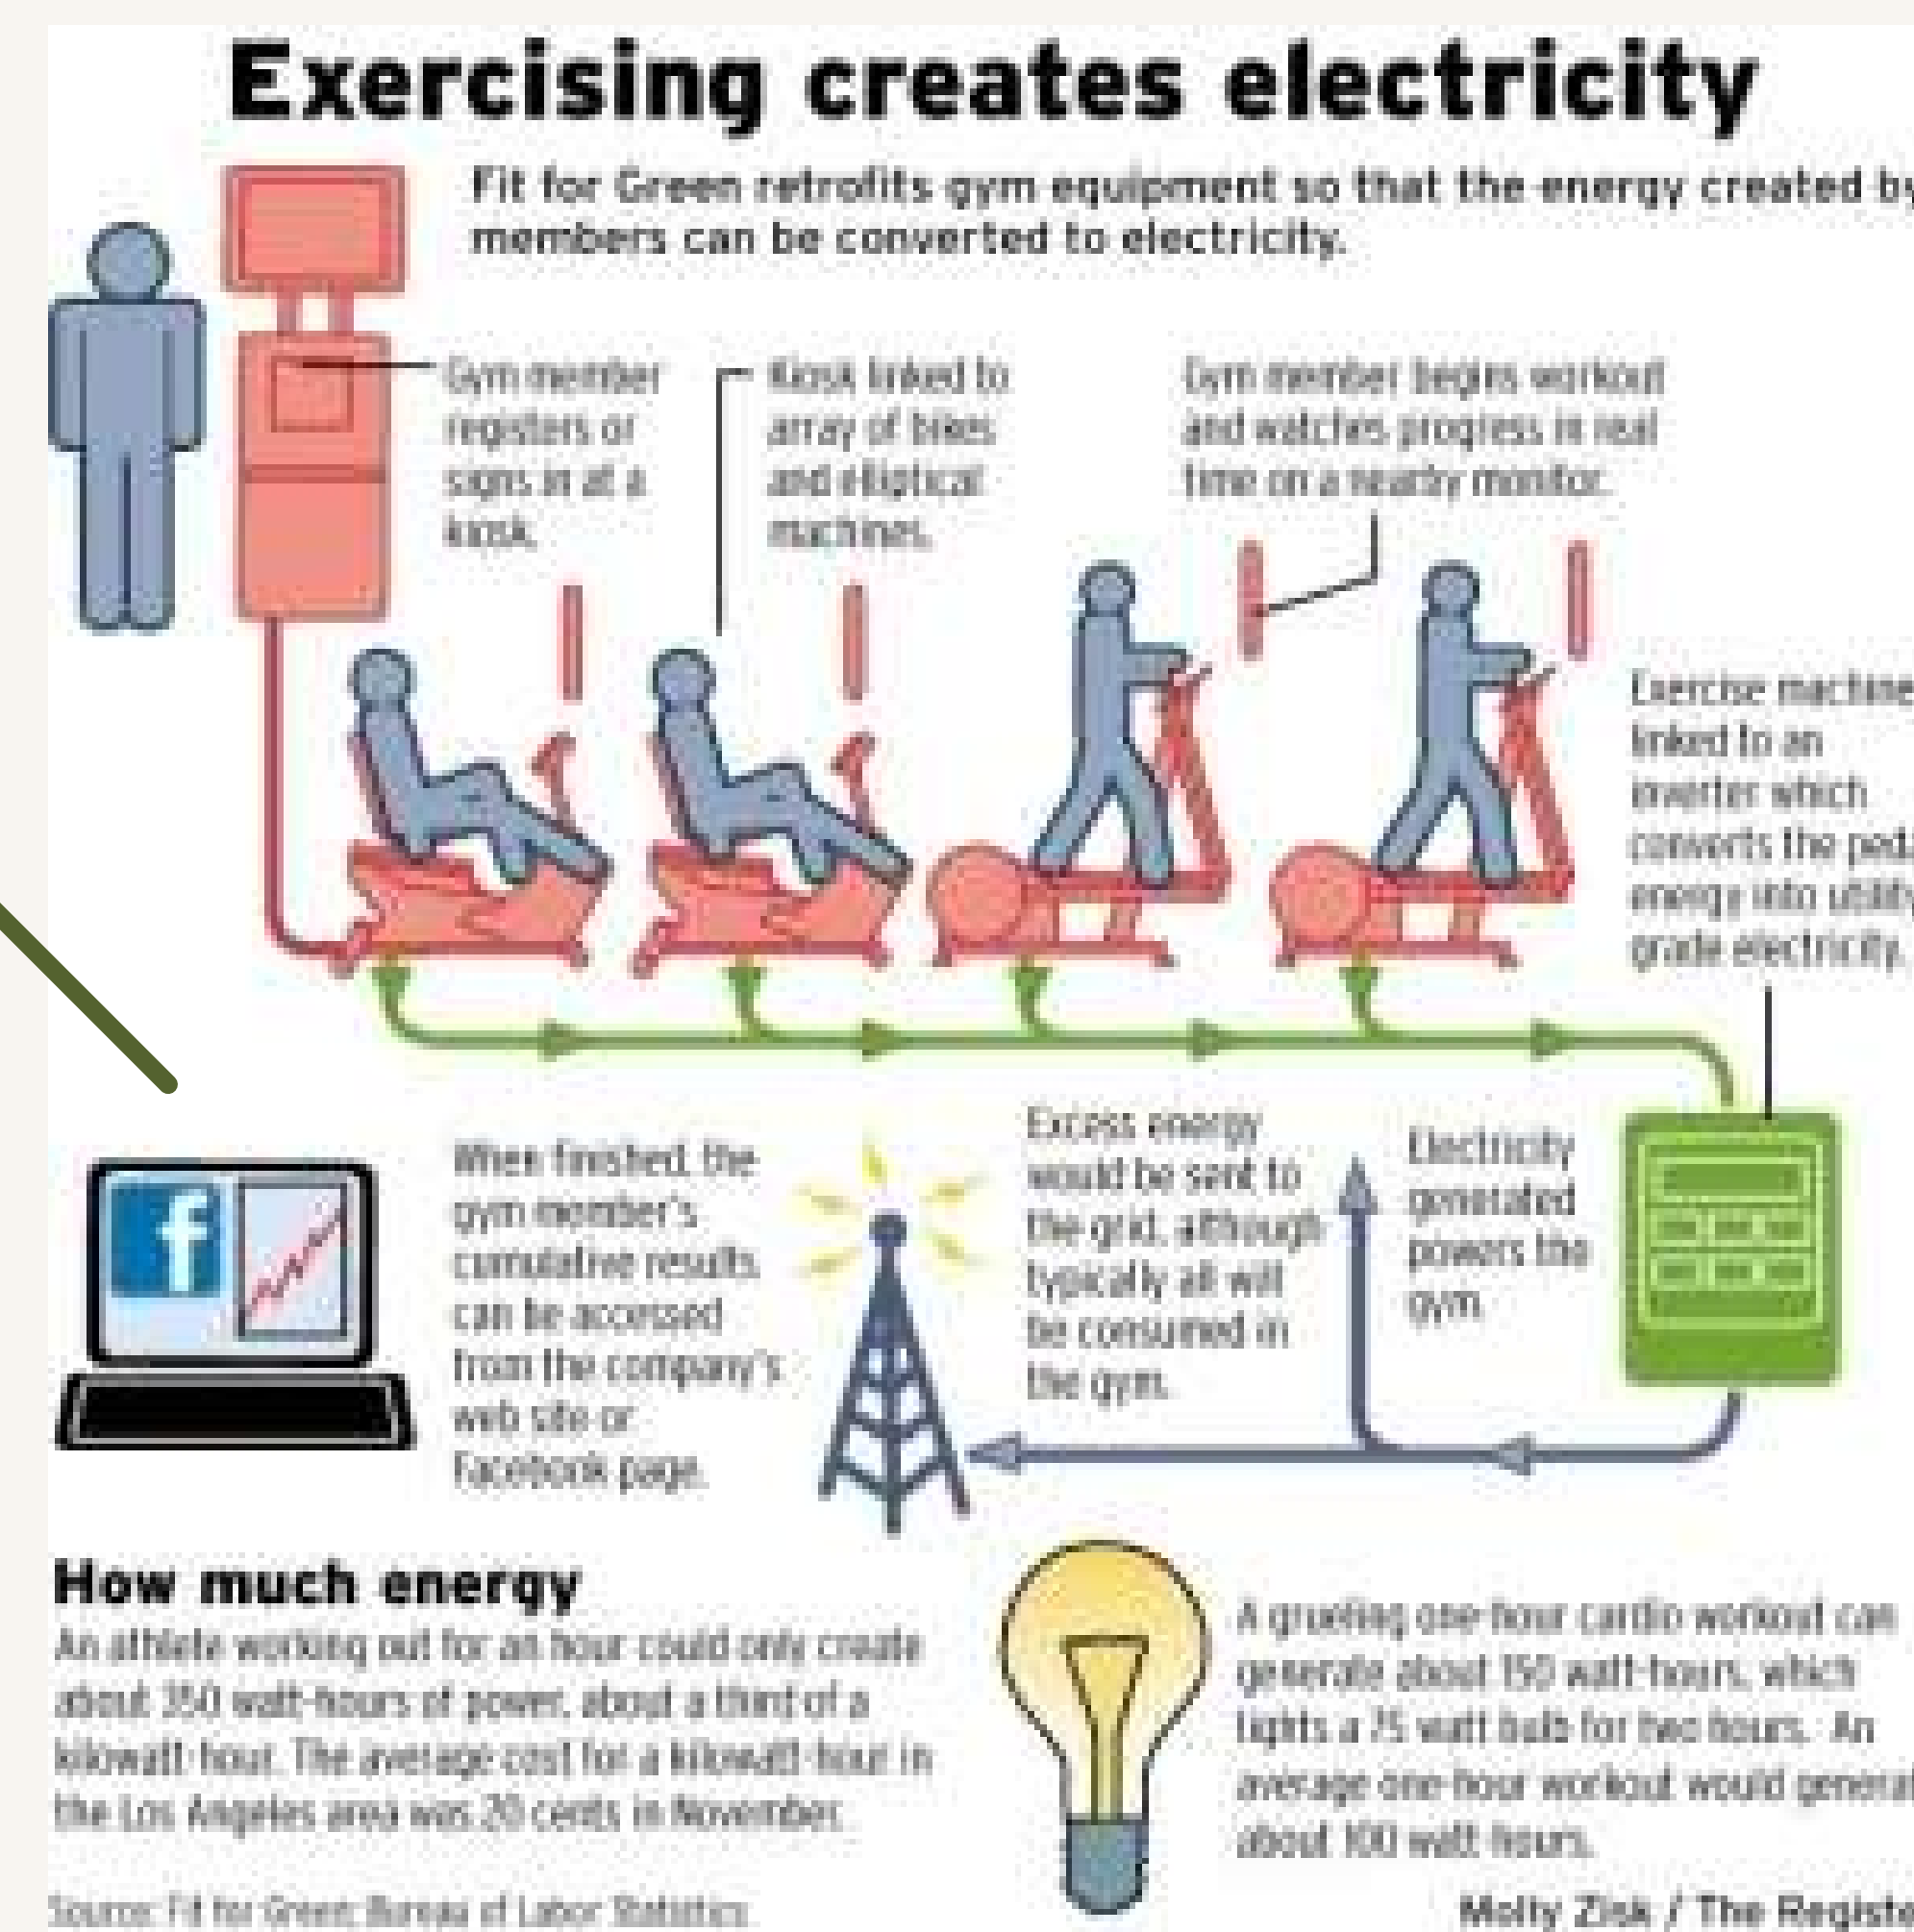 Exercising creates electricity
Fit for Green retrofits gym equipment so that the energy created by
members can be converted to electricity.
Gym member
registers or
signs in at a
kiosk.
Kiosk linked to
array of bikes
and elliptical
machines.
Gym member begins workout
and watches progress in real
time on a nearby monitor.
Exercise machine
linked to an
inverter which
converts the peda
energy into utility
grade electricity.
When finished, the
gym member's
cumulative results
can be accessed
from the company's
web site or
Facebook page.
f
Excess energy
would be sent to
the grid, although
typically all will
be consumed in
the gym.
Electricity
generated
powers the
gym.
How much energy
An athlete working out for an hour could only create
about 350 watt-hours of power, about a third of a
kilowatt-hour. The average cost for a kilowatt-hour in
the Los Angeles area was 20 cents in November.
A grueling one-hour cardio workout can
generate about 150 watt-hours, which
lights a 75 watt bulb for two hours. An
average one-hour workout would generat
about 100 watt-hours.
Source: Fit for Green; Bureau of Labor Statistics
Molly Zisk / The Registe